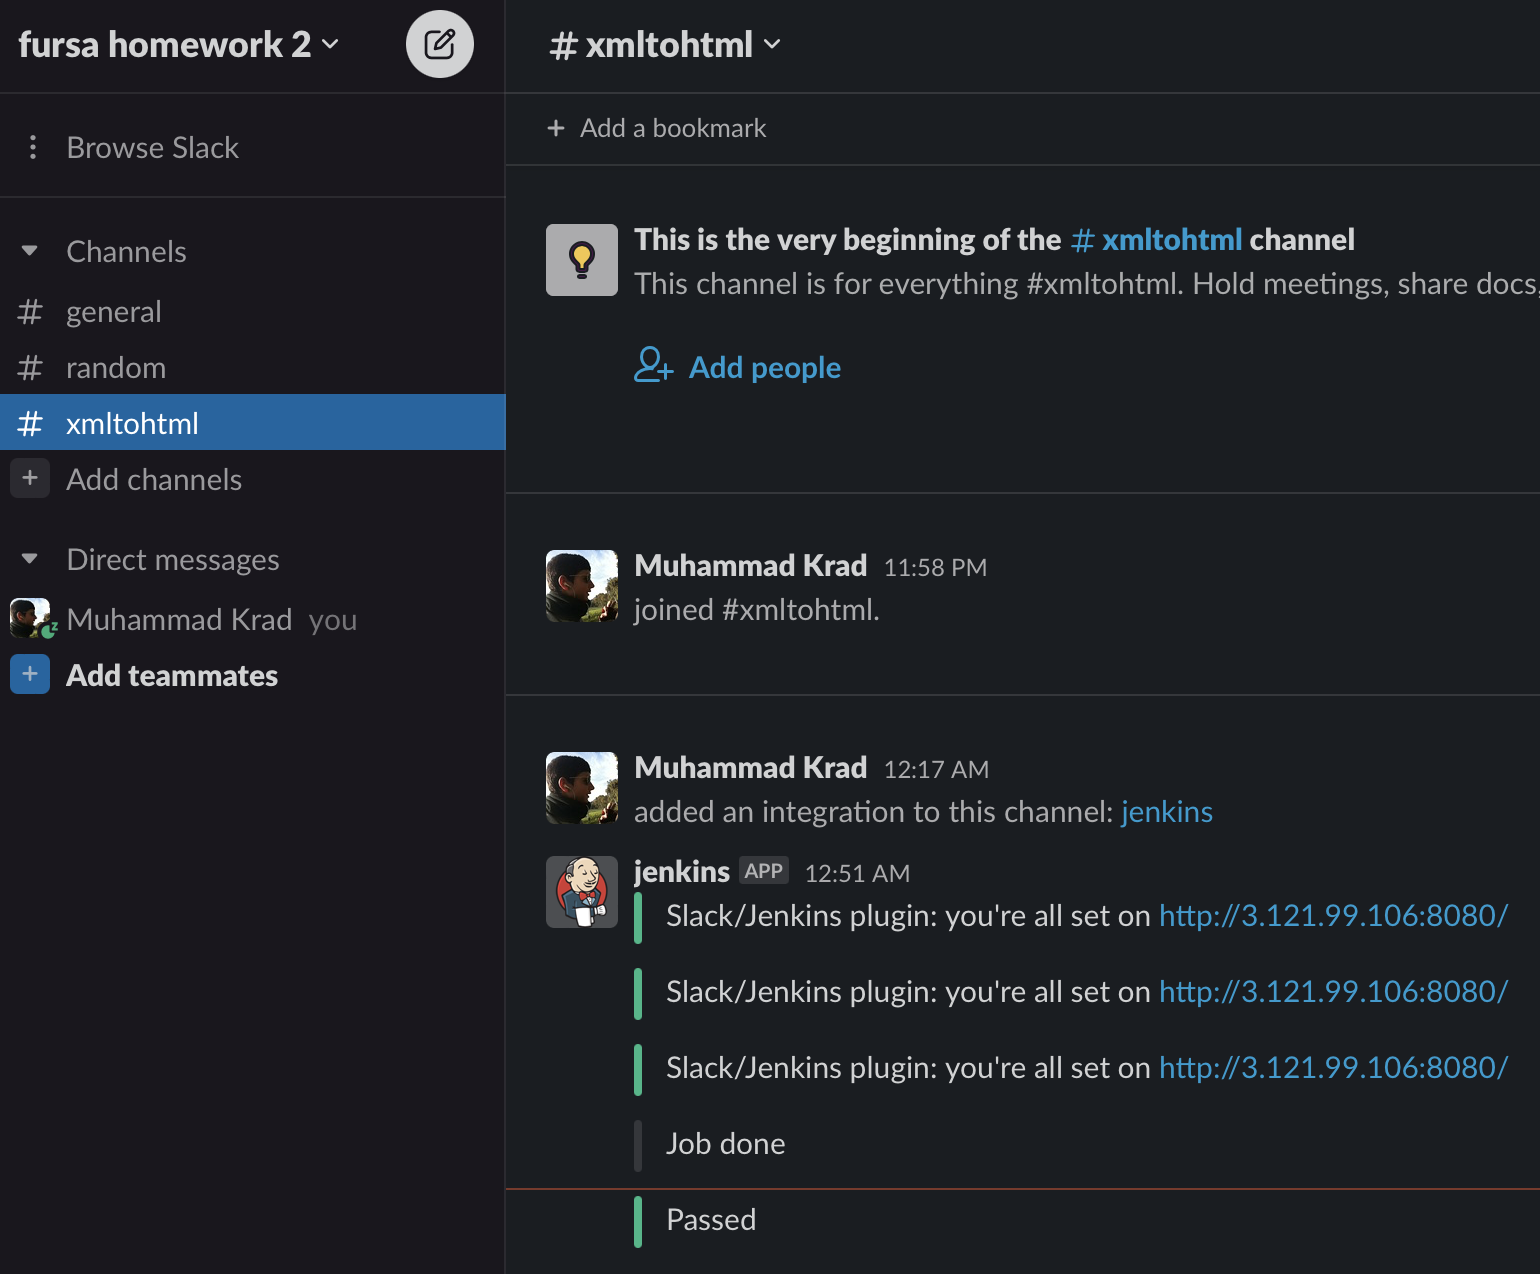 fursa homework 2
Browse Slack
Channels
# general
# random
# xmltohtml
+ Add channels
Direct messages
Muhammad Krad you
+ Add teammates
# xmltohtml
+ Add a bookmark
This is the very beginning of the # xmltohtml channel
This channel is for everything #xmltohtml. Hold meetings, share docs,
Add people
Muhammad Krad 11:58 PM
joined #xmltohtml.
Muhammad Krad 12:17 AM
added an integration to this channel: jenkins
jenkins APP 12:51 AM
Slack/Jenkins plugin: you're all set on http://3.121.99.106:8080/
Slack/Jenkins plugin: you're all set on http://3.121.99.106:8080/
Slack/Jenkins plugin: you're all set on http://3.121.99.106:8080/
Job done
Passed